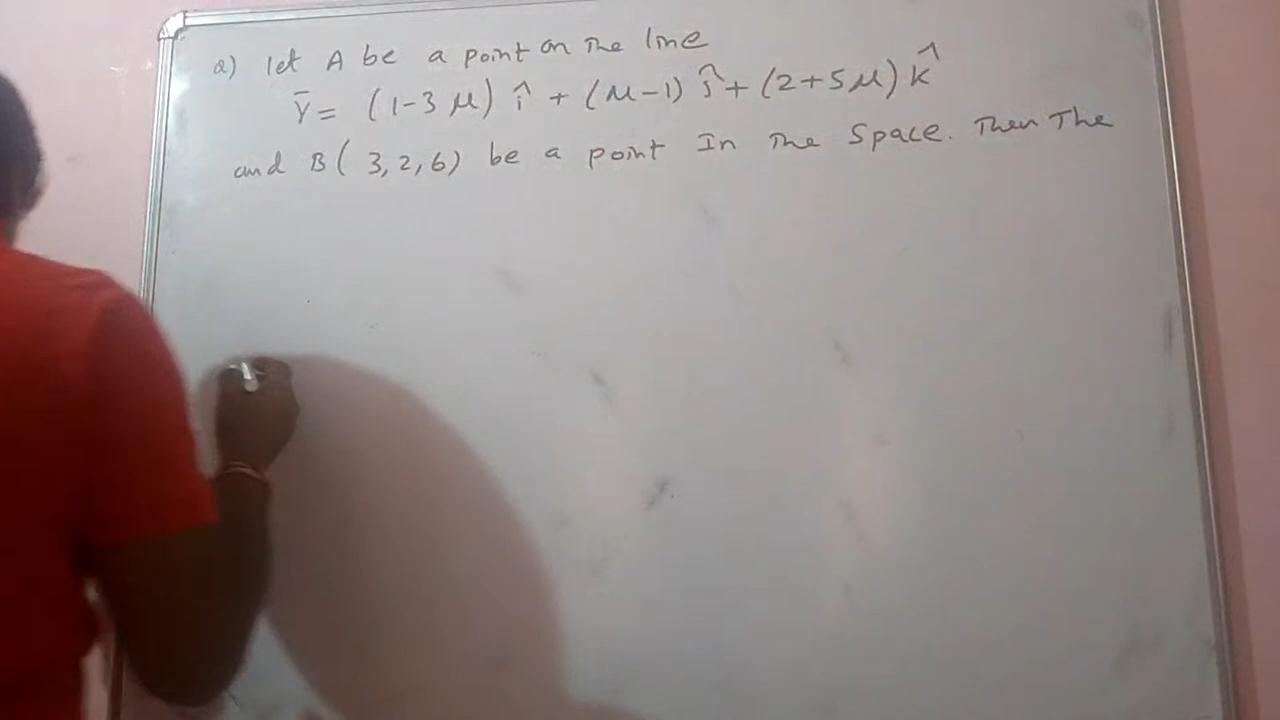 Q) let A be a point on The line
r̄ = (1-3μ) î + (μ-1) ĵ + (2+5μ) k̂
and B( 3,2,6) be a point In The Space. Then The